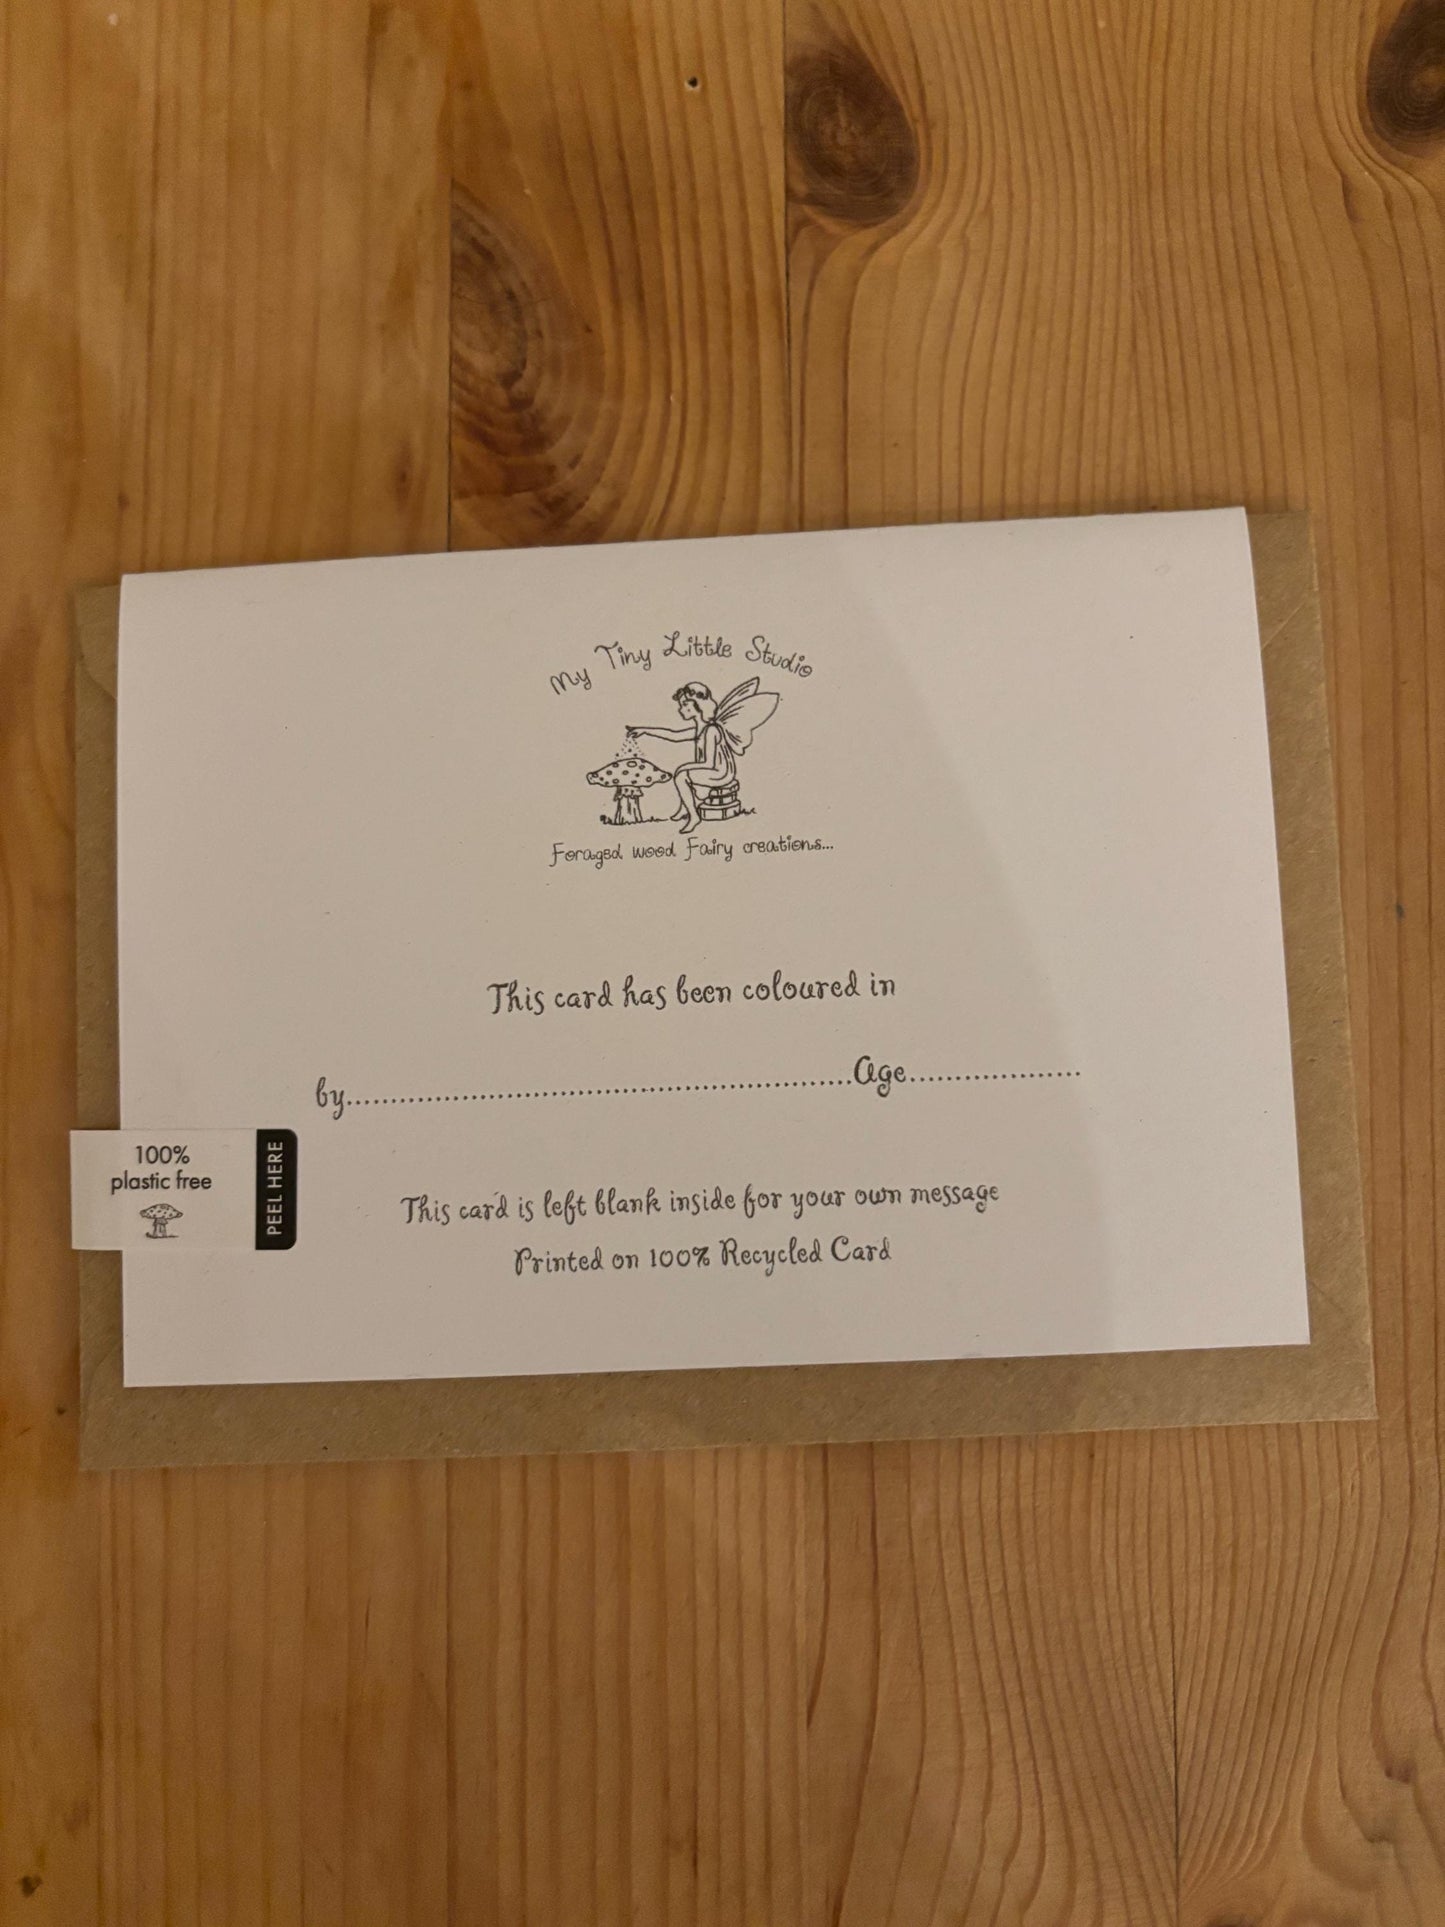 My Tiny Little Studio
Foraged wood Fairy creations...
This card has been coloured in
by.........................................................Age...................
100%
plastic free
PEEL HERE
This card is left blank inside for your own message
Printed on 100% Recycled Card